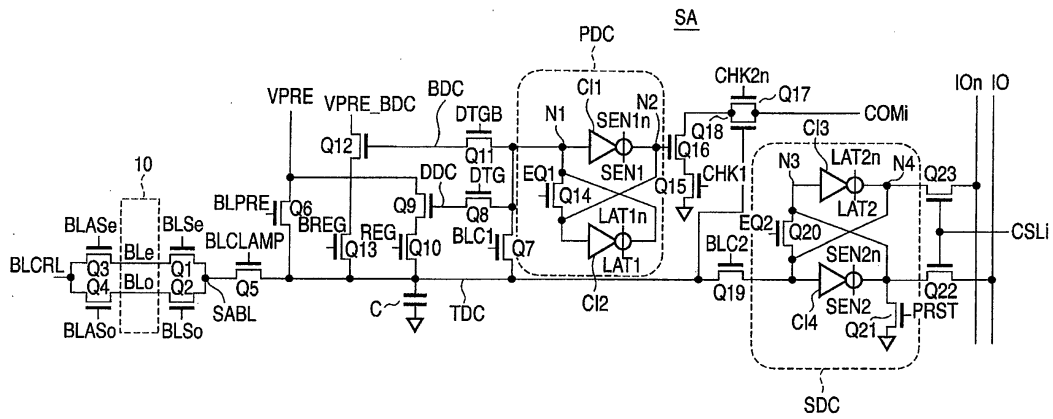 SA
PDC
CHK2n
IOn IO
VPRE
VPRE_BDC
BDC
DTGB
CI1
SEN1n
N1
N2
Q17
Q18
COMi
Q12
Q11
SEN1
Q16
CI3
LAT2n
10
DDC
DTG
EQ1
Q14
Q15
CHK1
N3
N4
Q23
LAT2
BLPRE
Q6
Q9
Q8
LAT1n
BLASe
BLSe
BLCLAMP
BREG
Q13
REG
Q10
BLC1
Q7
LAT1
BLC2
EQ2
Q20
SEN2n
CSLi
BLCRL
Q3
BLe
Q1
Q4
BLo
Q2
Q5
C
TDC
CI2
Q19
CI4
SEN2
Q22
BLASo
BLSo
SABL
Q21
PRST
SDC